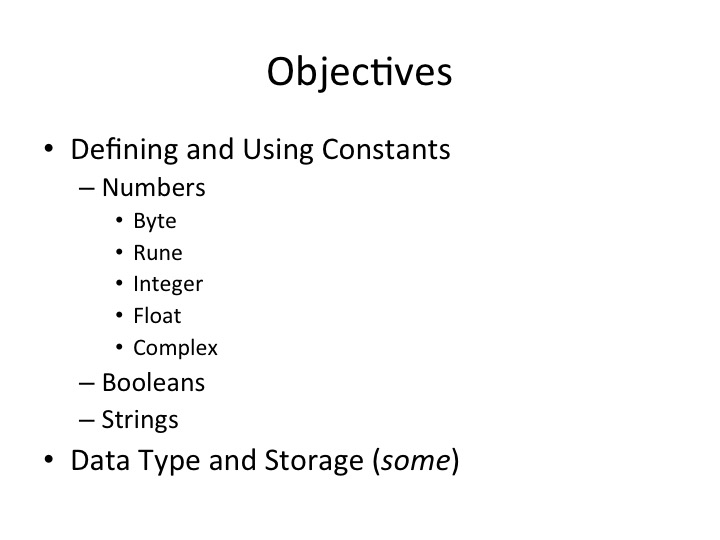 Objectives
• Defining and Using Constants
– Numbers
• Byte
• Rune
• Integer
• Float
• Complex
– Booleans
– Strings
• Data Type and Storage (some)